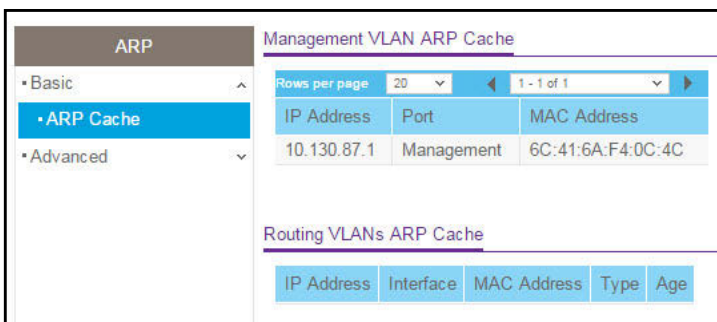 ARP
Basic
ARP Cache
Advanced
Management VLAN ARP Cache
Rows per page 20 1 - 1 of 1
IP Address Port MAC Address
10.130.87.1 Management 6C:41:6A:F4:0C:4C
Routing VLANs ARP Cache
IP Address Interface MAC Address Type Age